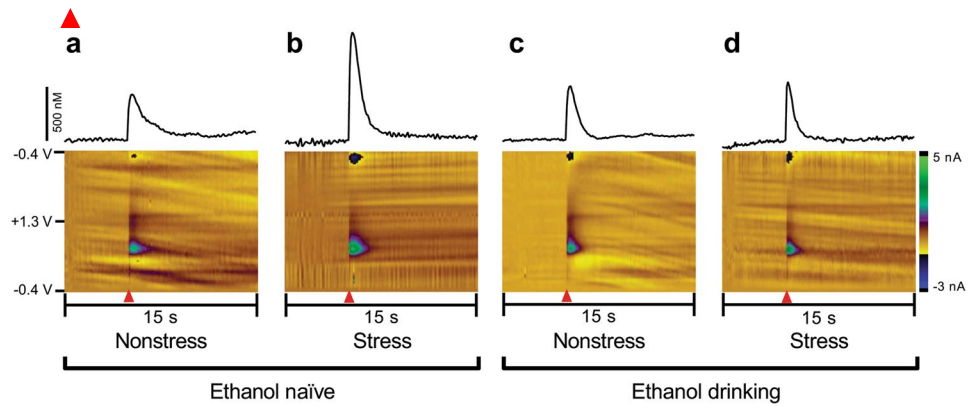 a b c d
500 nM
-0.4 V
+1.3 V
-0.4 V
5 nA
-3 nA
15 s 15 s 15 s 15 s
Nonstress Stress Nonstress Stress
Ethanol naïve Ethanol drinking